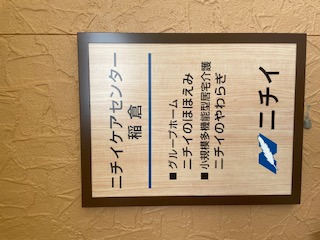 ニチイケアセンター
稲倉
■ グループホーム
ニチイのほほえみ
■ 小規模多機能型居宅介護
ニチイのやわらぎ
ニチイ